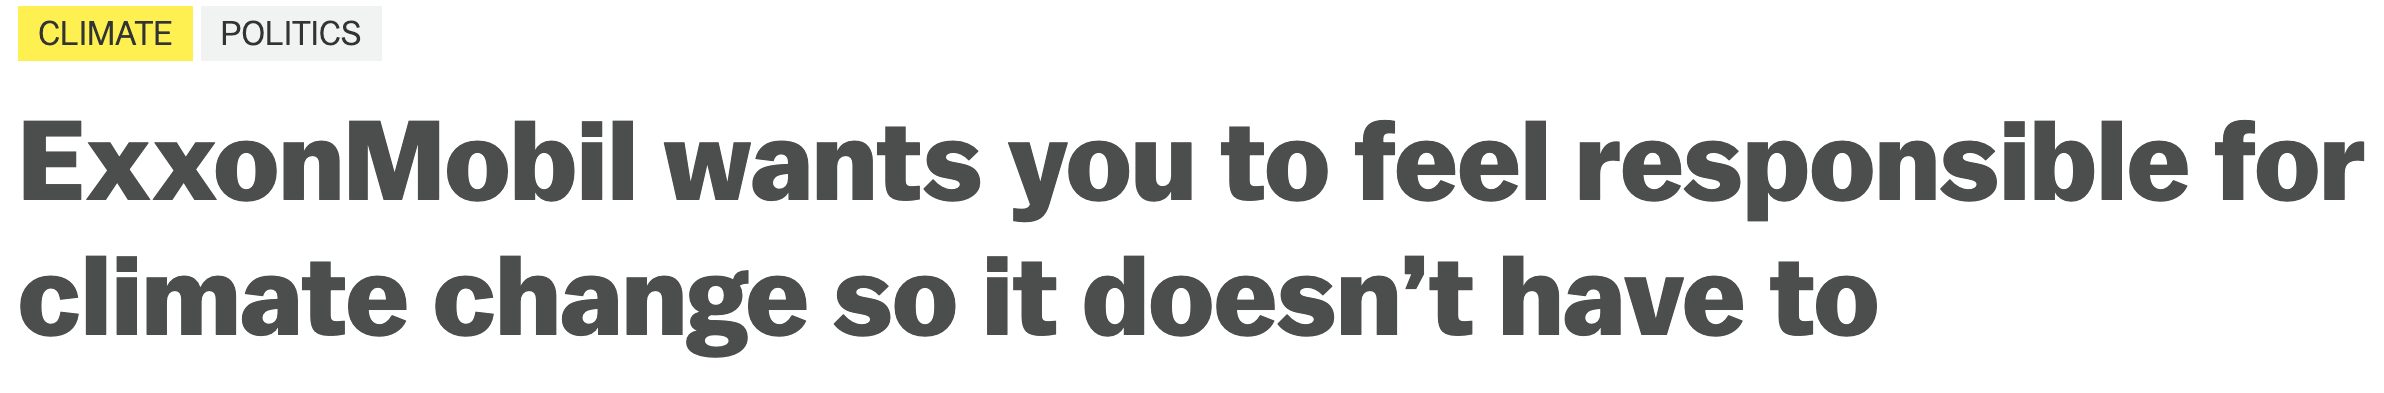 CLIMATE POLITICS
ExxonMobil wants you to feel responsible for
climate change so it doesn’t have to